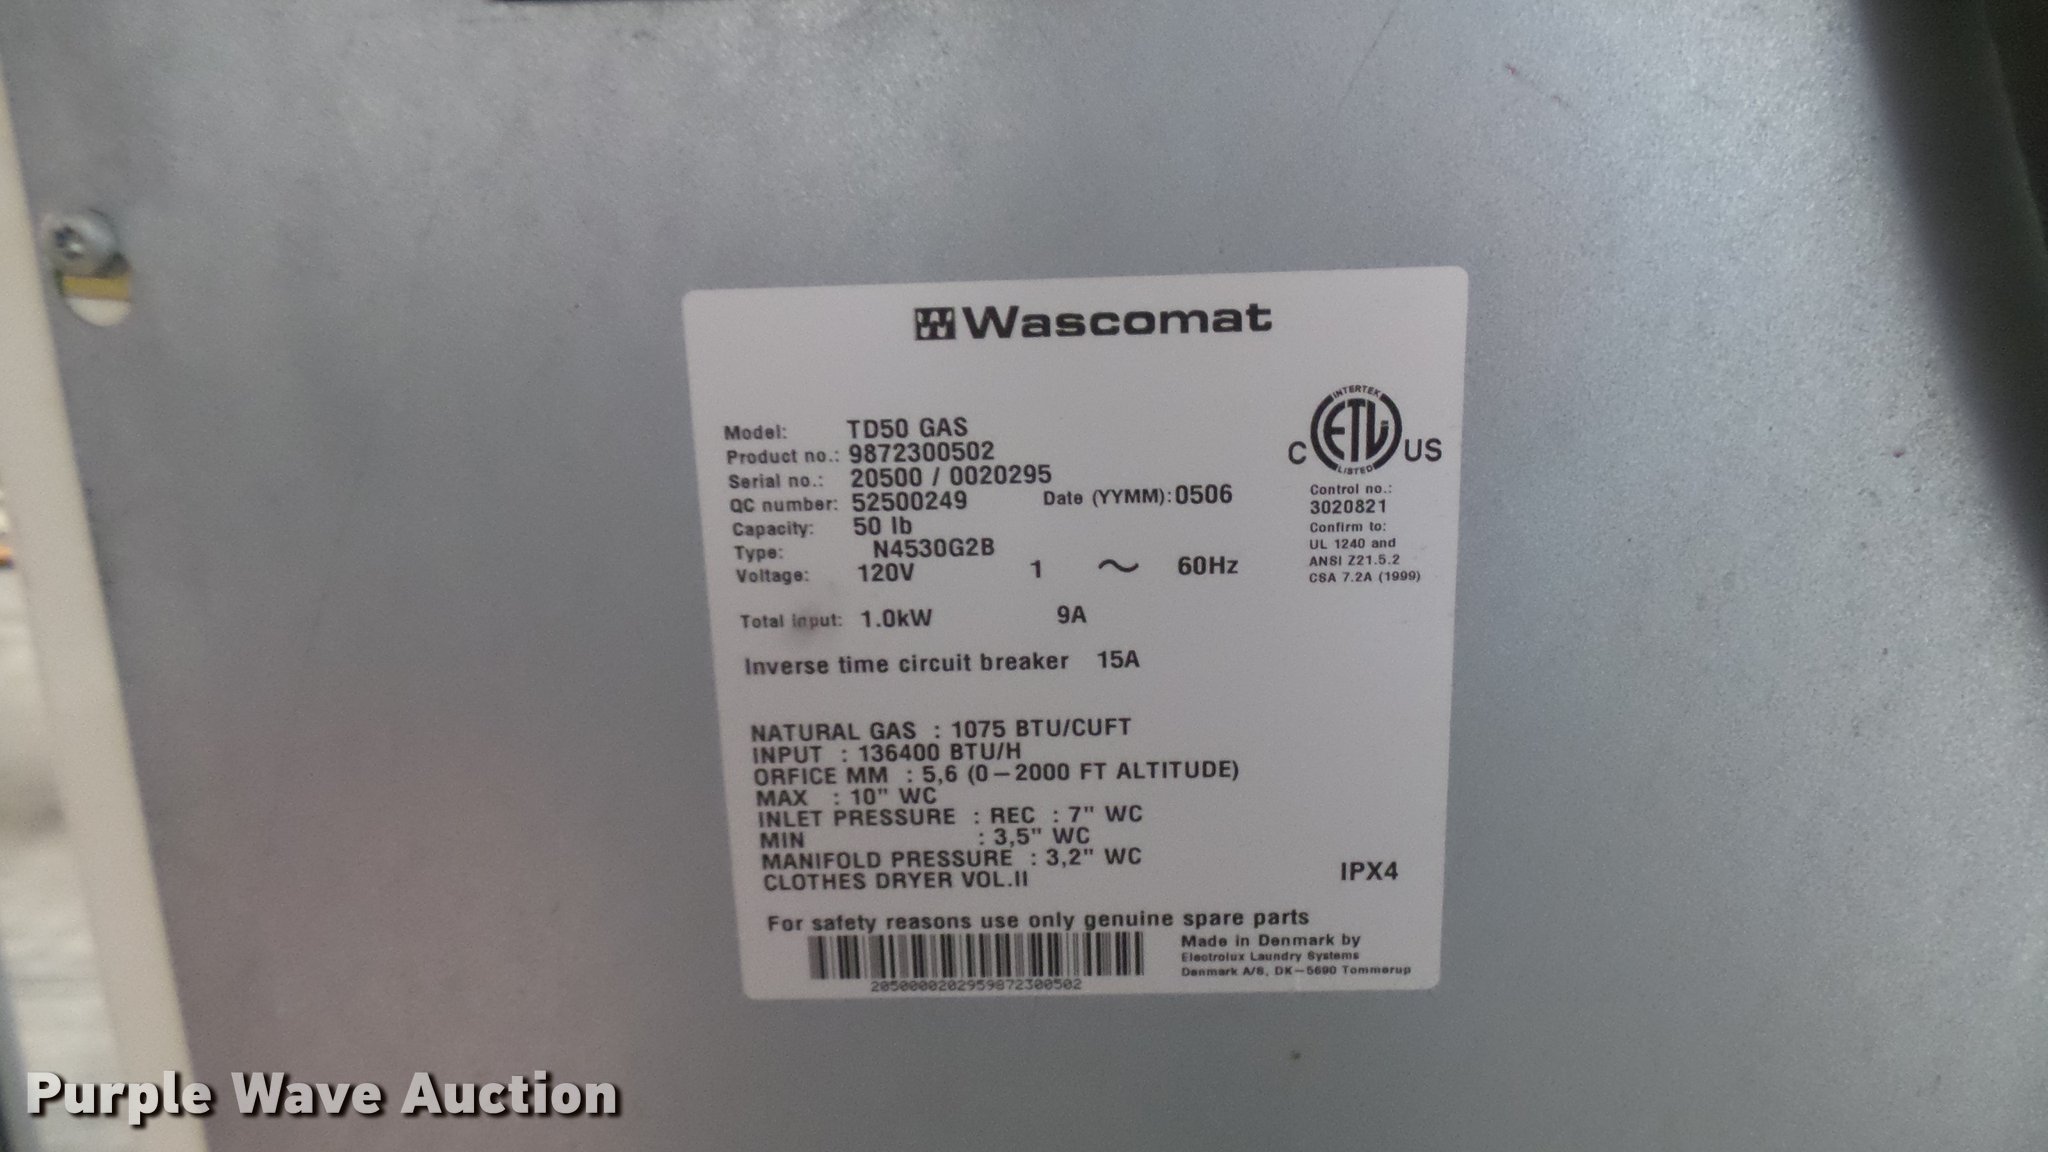 Wascomat
Model: TD50 GAS
Product no.: 9872300502
Serial no.: 20500 / 0020295
QC number: 52500249 Date (YYMM): 0506
Capacity: 50 lb
Type: N4530G2B
Voltage: 120V 1 ~ 60Hz
Total input: 1.0kW 9A
Inverse time circuit breaker 15A
INTERTEK
C ETL US
LISTED
Control no.:
3020821
Confirm to:
UL 1240 and
ANSI Z21.5.2
CSA 7.2A (1999)
NATURAL GAS : 1075 BTU/CUFT
INPUT : 136400 BTU/H
ORFICE MM : 5,6 (0-2000 FT ALTITUDE)
MAX : 10" WC
INLET PRESSURE : REC : 7" WC
MIN : 3,5" WC
MANIFOLD PRESSURE : 3,2" WC
CLOTHES DRYER VOL.II
IPX4
For safety reasons use only genuine spare parts
Made in Denmark by
Electrolux Laundry Systems
Denmark A/S, DK-5690 Tommerup
2050000202959872300502
Purple Wave Auction